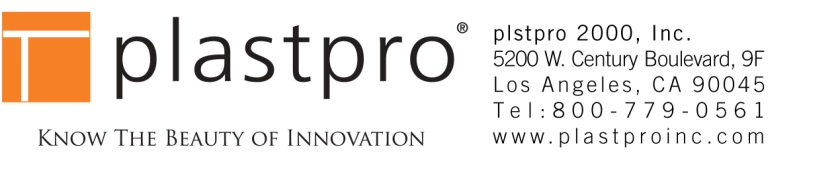 plastpro®
KNOW THE BEAUTY OF INNOVATION
plstpro 2000, Inc.
5200 W. Century Boulevard, 9F
Los Angeles, CA 90045
Tel:800-779-0561
www.plastproinc.com